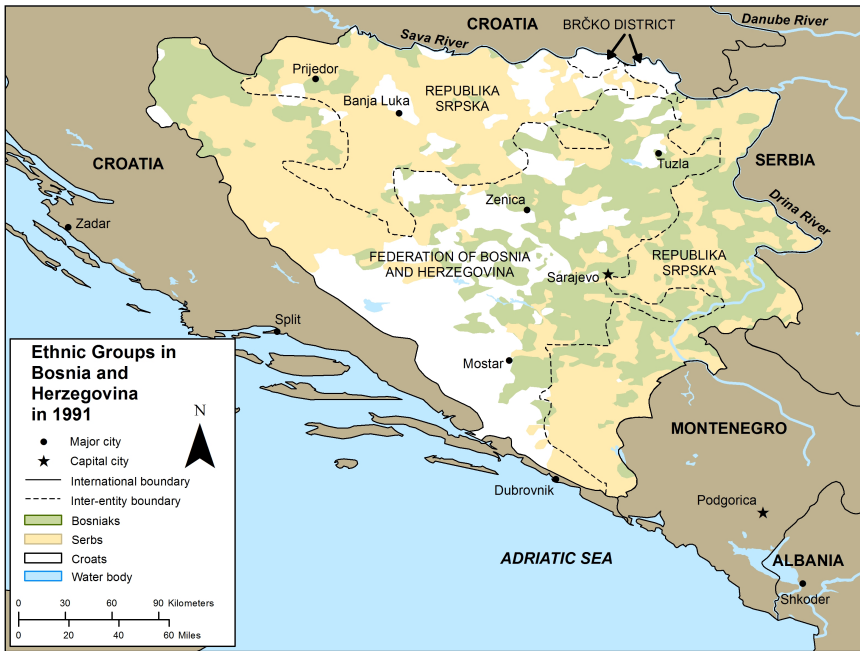 CROATIA
BRČKO DISTRICT
Danube River
Sava River
Prijedor
Banja Luka
REPUBLIKA
SRPSKA
CROATIA
Tuzla
SERBIA
Zenica
Drina River
Zadar
FEDERATION OF BOSNIA
AND HERZEGOVINA
REPUBLIKA
SRPSKA
Sarajevo
Split
Mostar
MONTENEGRO
Dubrovnik
Podgorica
ADRIATIC SEA
ALBANIA
Shkoder
Ethnic Groups in
Bosnia and
Herzegovina
in 1991
N
Major city
Capital city
International boundary
Inter-entity boundary
Bosniaks
Serbs
Croats
Water body
0 30 60 90 Kilometers
0 20 40 60 Miles